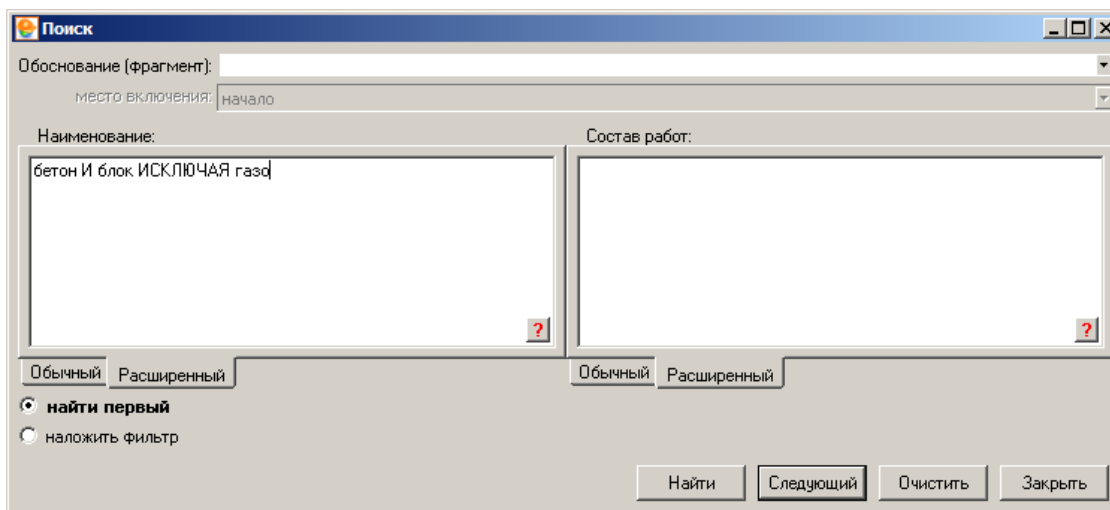 Поиск
Обоснование (фрагмент):
место включения: начало
Наименование: Состав работ:
бетон И блок ИСКЛЮЧАЯ газо
? ?
Обычный Расширенный Обычный Расширенный
найти первый
наложить фильтр
Найти Следующий Очистить Закрыть